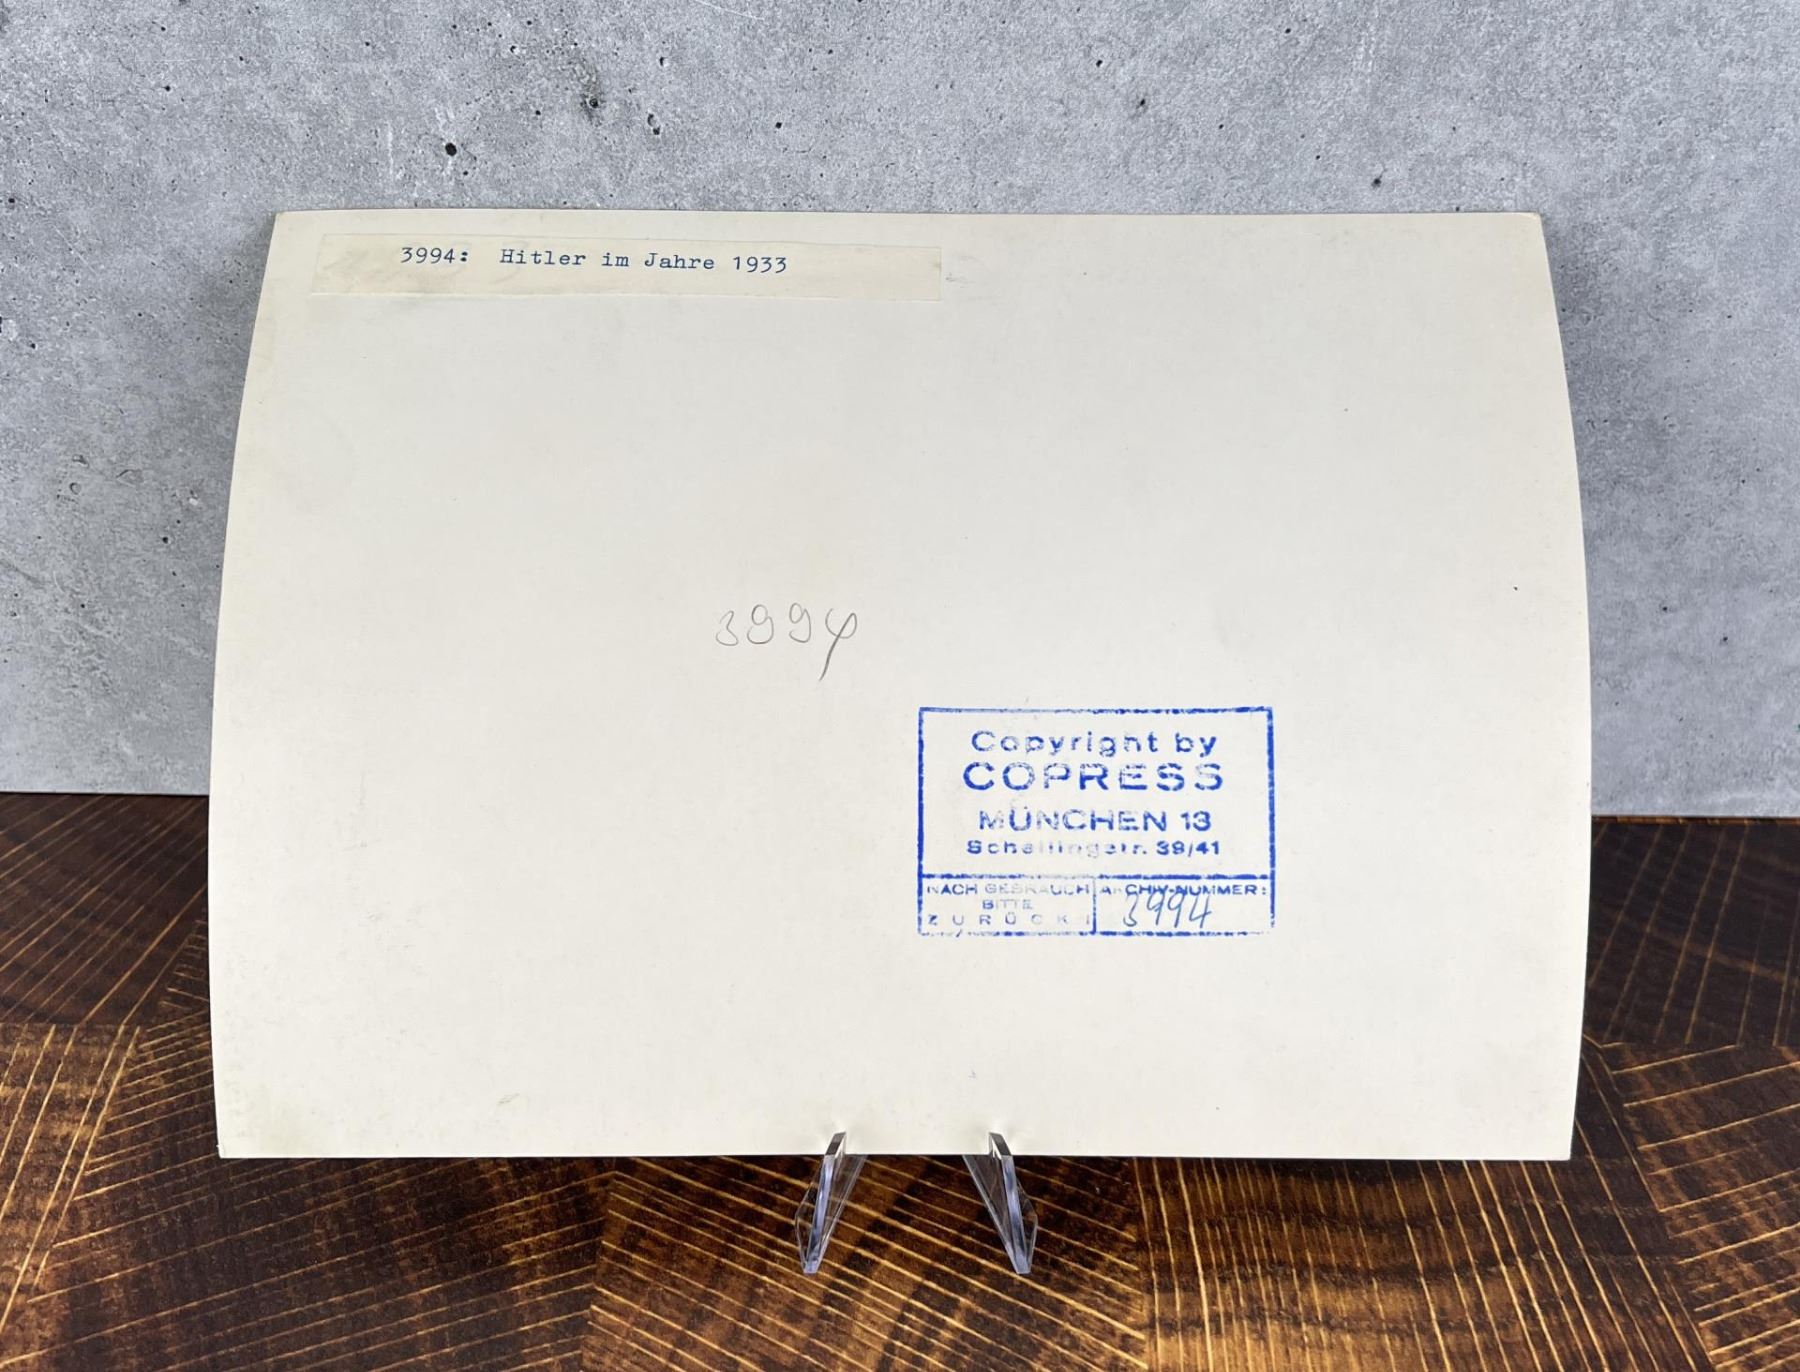 3994: Hitler im Jahre 1933
3994
Copyright by
COPRESS
MÜNCHEN 13
Schellingstr. 39/41
NACH GEBRAUCH
BITTE
ZURÜCK!
ARCHIV-NUMMER:
3994